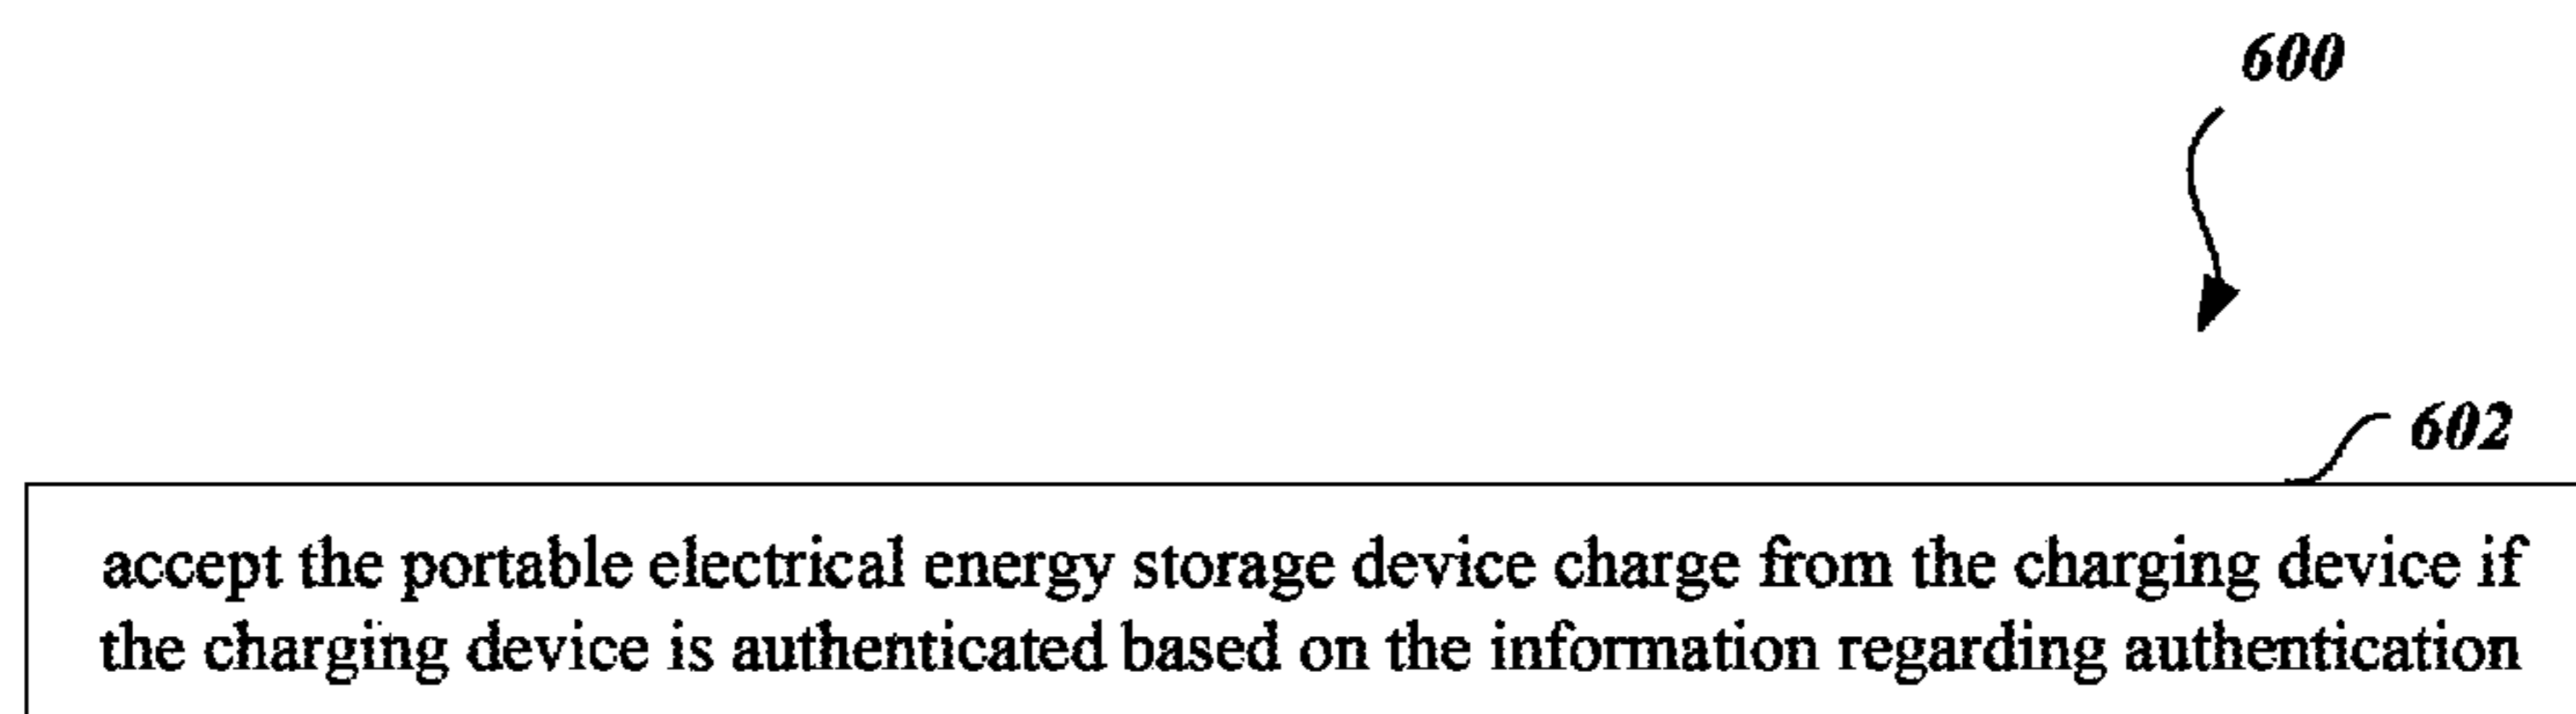 600
602
accept the portable electrical energy storage device charge from the charging device if
the charging device is authenticated based on the information regarding authentication